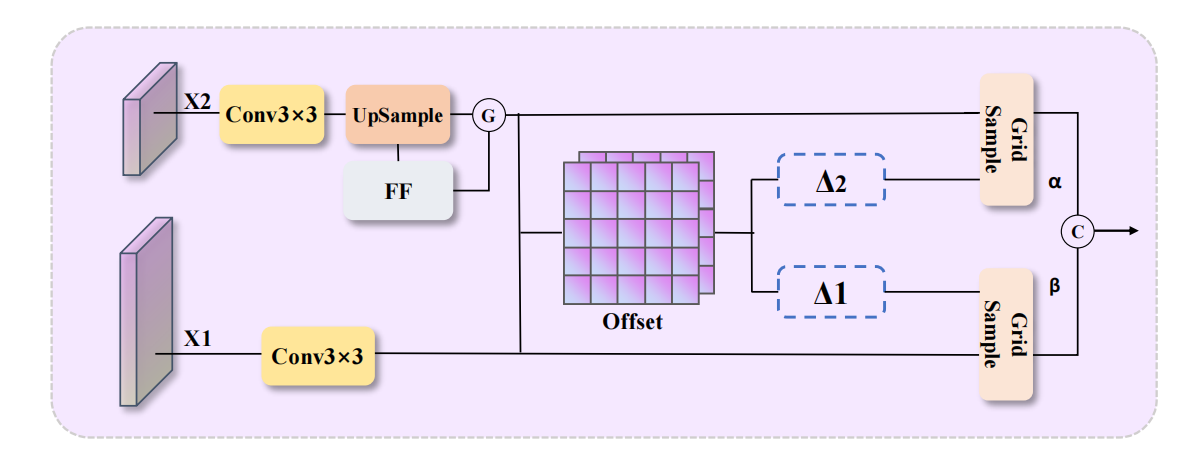 X2
Conv3×3
UpSample
G
FF
Offset
Δ2
Δ1
Grid
Sample
α
C
β
Grid
Sample
X1
Conv3×3